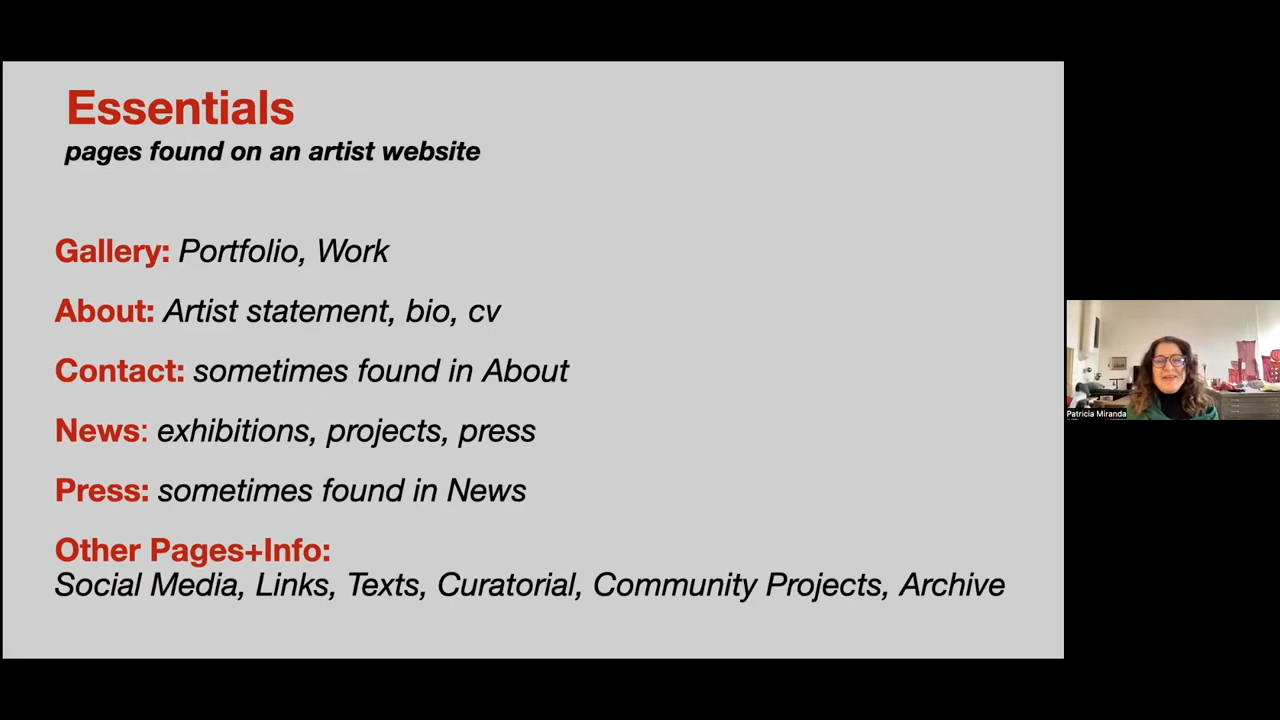 Essentials
pages found on an artist website
Gallery: Portfolio, Work
About: Artist statement, bio, cv
Contact: sometimes found in About
News: exhibitions, projects, press
Press: sometimes found in News
Other Pages+Info:
Social Media, Links, Texts, Curatorial, Community Projects, Archive
Patricia Miranda